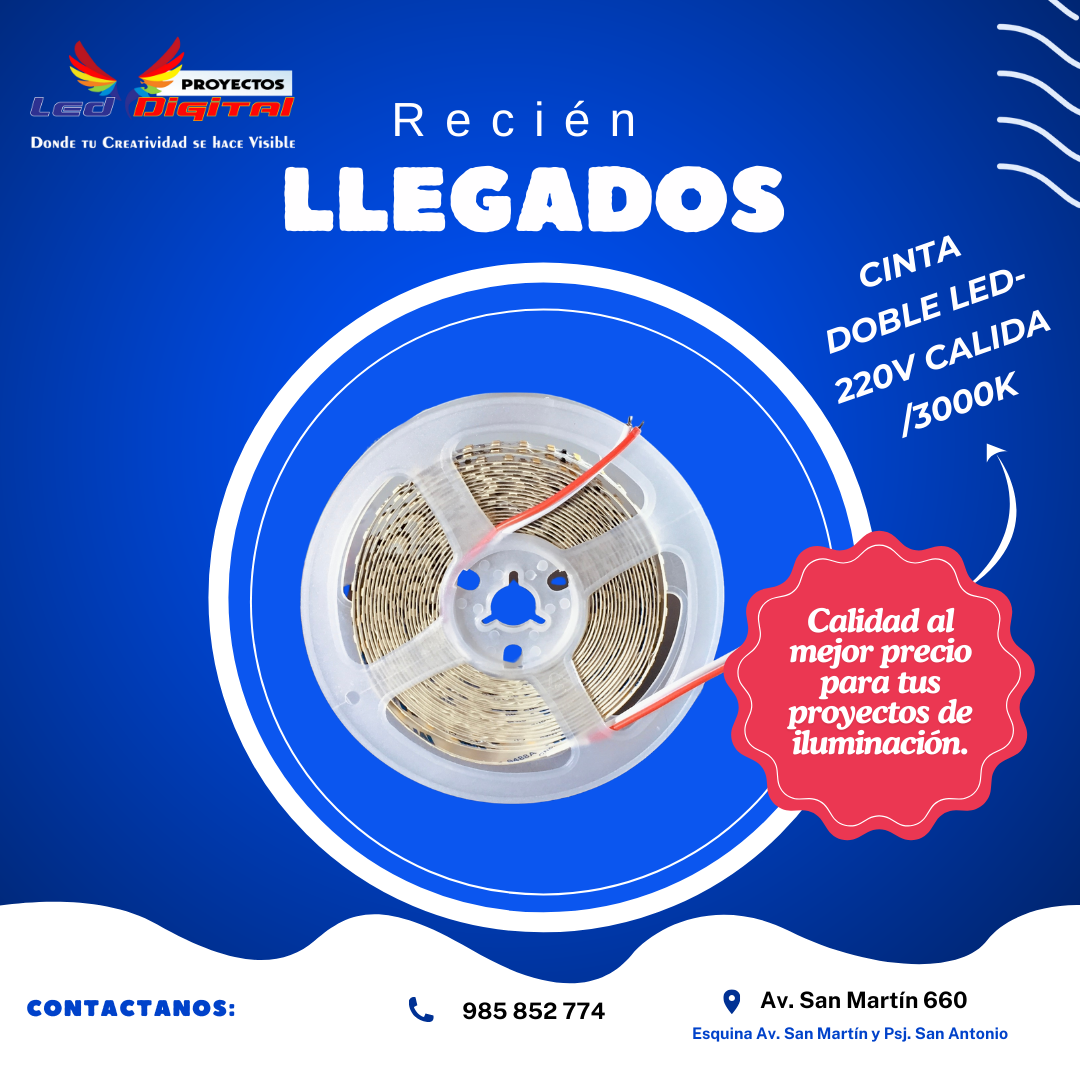 PROYECTOS
Led Digital
Donde tu Creatividad se hace Visible
Recién
LLEGADOS
CINTA
DOBLE LED-
220V CALIDA
/3000K
Calidad al
mejor precio
para tus
proyectos de
iluminación.
CONTACTANOS:
985 852 774
Av. San Martín 660
Esquina Av. San Martín y Psj. San Antonio